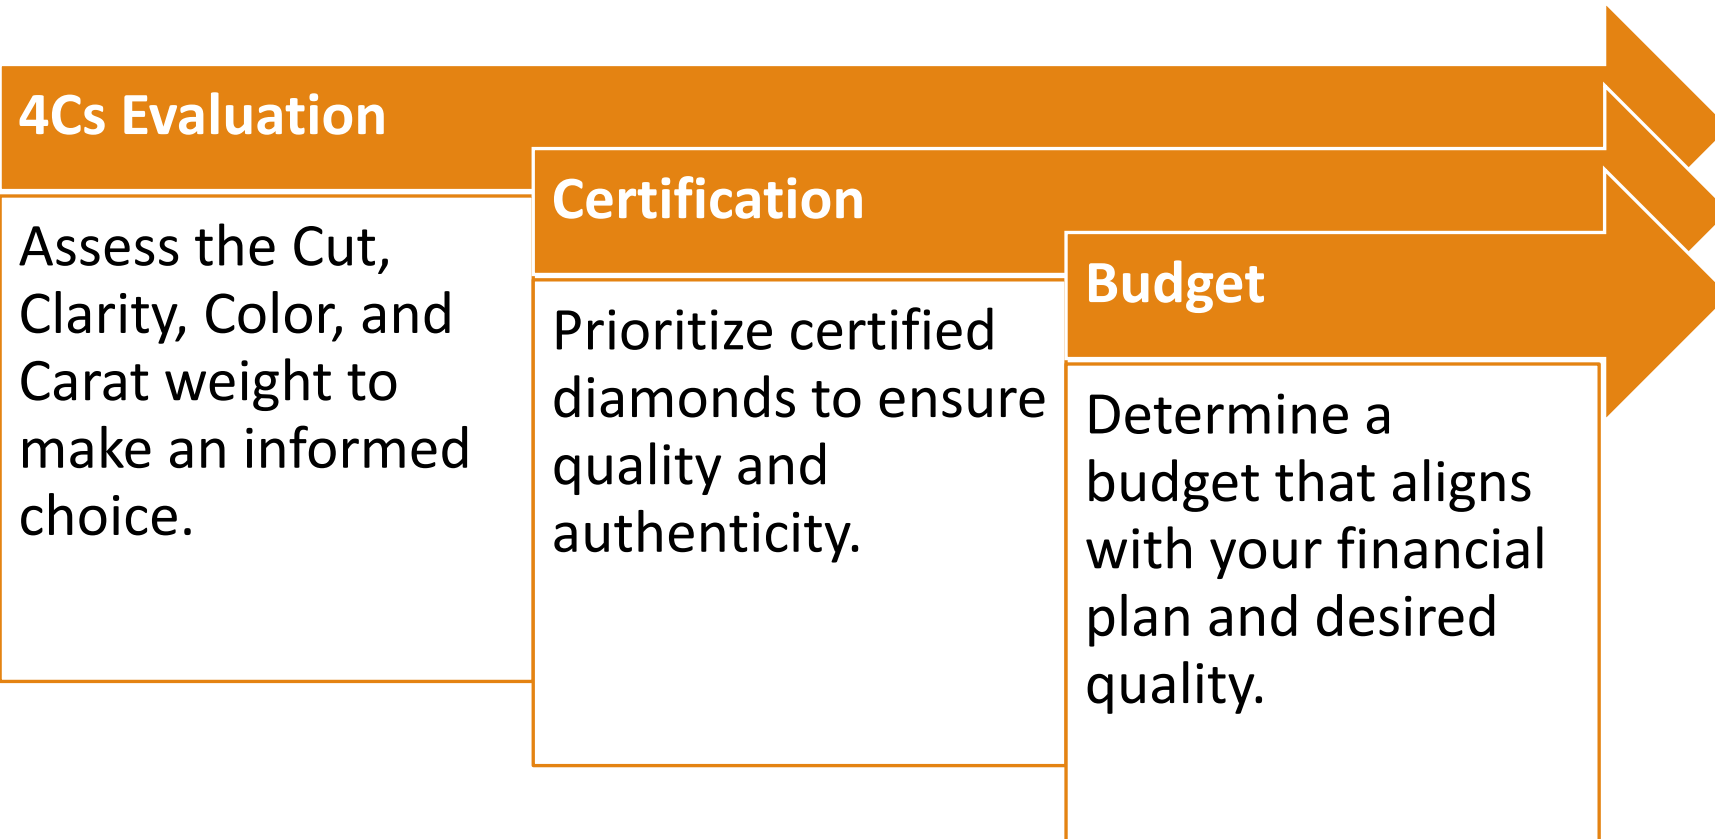 4Cs Evaluation
Assess the Cut,
Clarity, Color, and
Carat weight to
make an informed
choice.
Certification
Prioritize certified
diamonds to ensure
quality and
authenticity.
Budget
Determine a
budget that aligns
with your financial
plan and desired
quality.